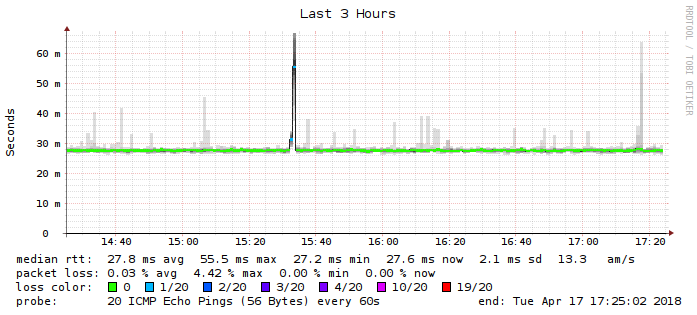 Last 3 Hours
RRDTOOL / TOBI OETIKER
Seconds
60 m
50 m
40 m
30 m
20 m
10 m
0
14:40 15:00 15:20 15:40 16:00 16:20 16:40 17:00 17:20
median rtt: 27.8 ms avg 55.5 ms max 27.2 ms min 27.6 ms now 2.1 ms sd 13.3 am/s
packet loss: 0.03 % avg 4.42 % max 0.00 % min 0.00 % now
loss color: 0 1/20 2/20 3/20 4/20 10/20 19/20
probe: 20 ICMP Echo Pings (56 Bytes) every 60s end: Tue Apr 17 17:25:02 2018